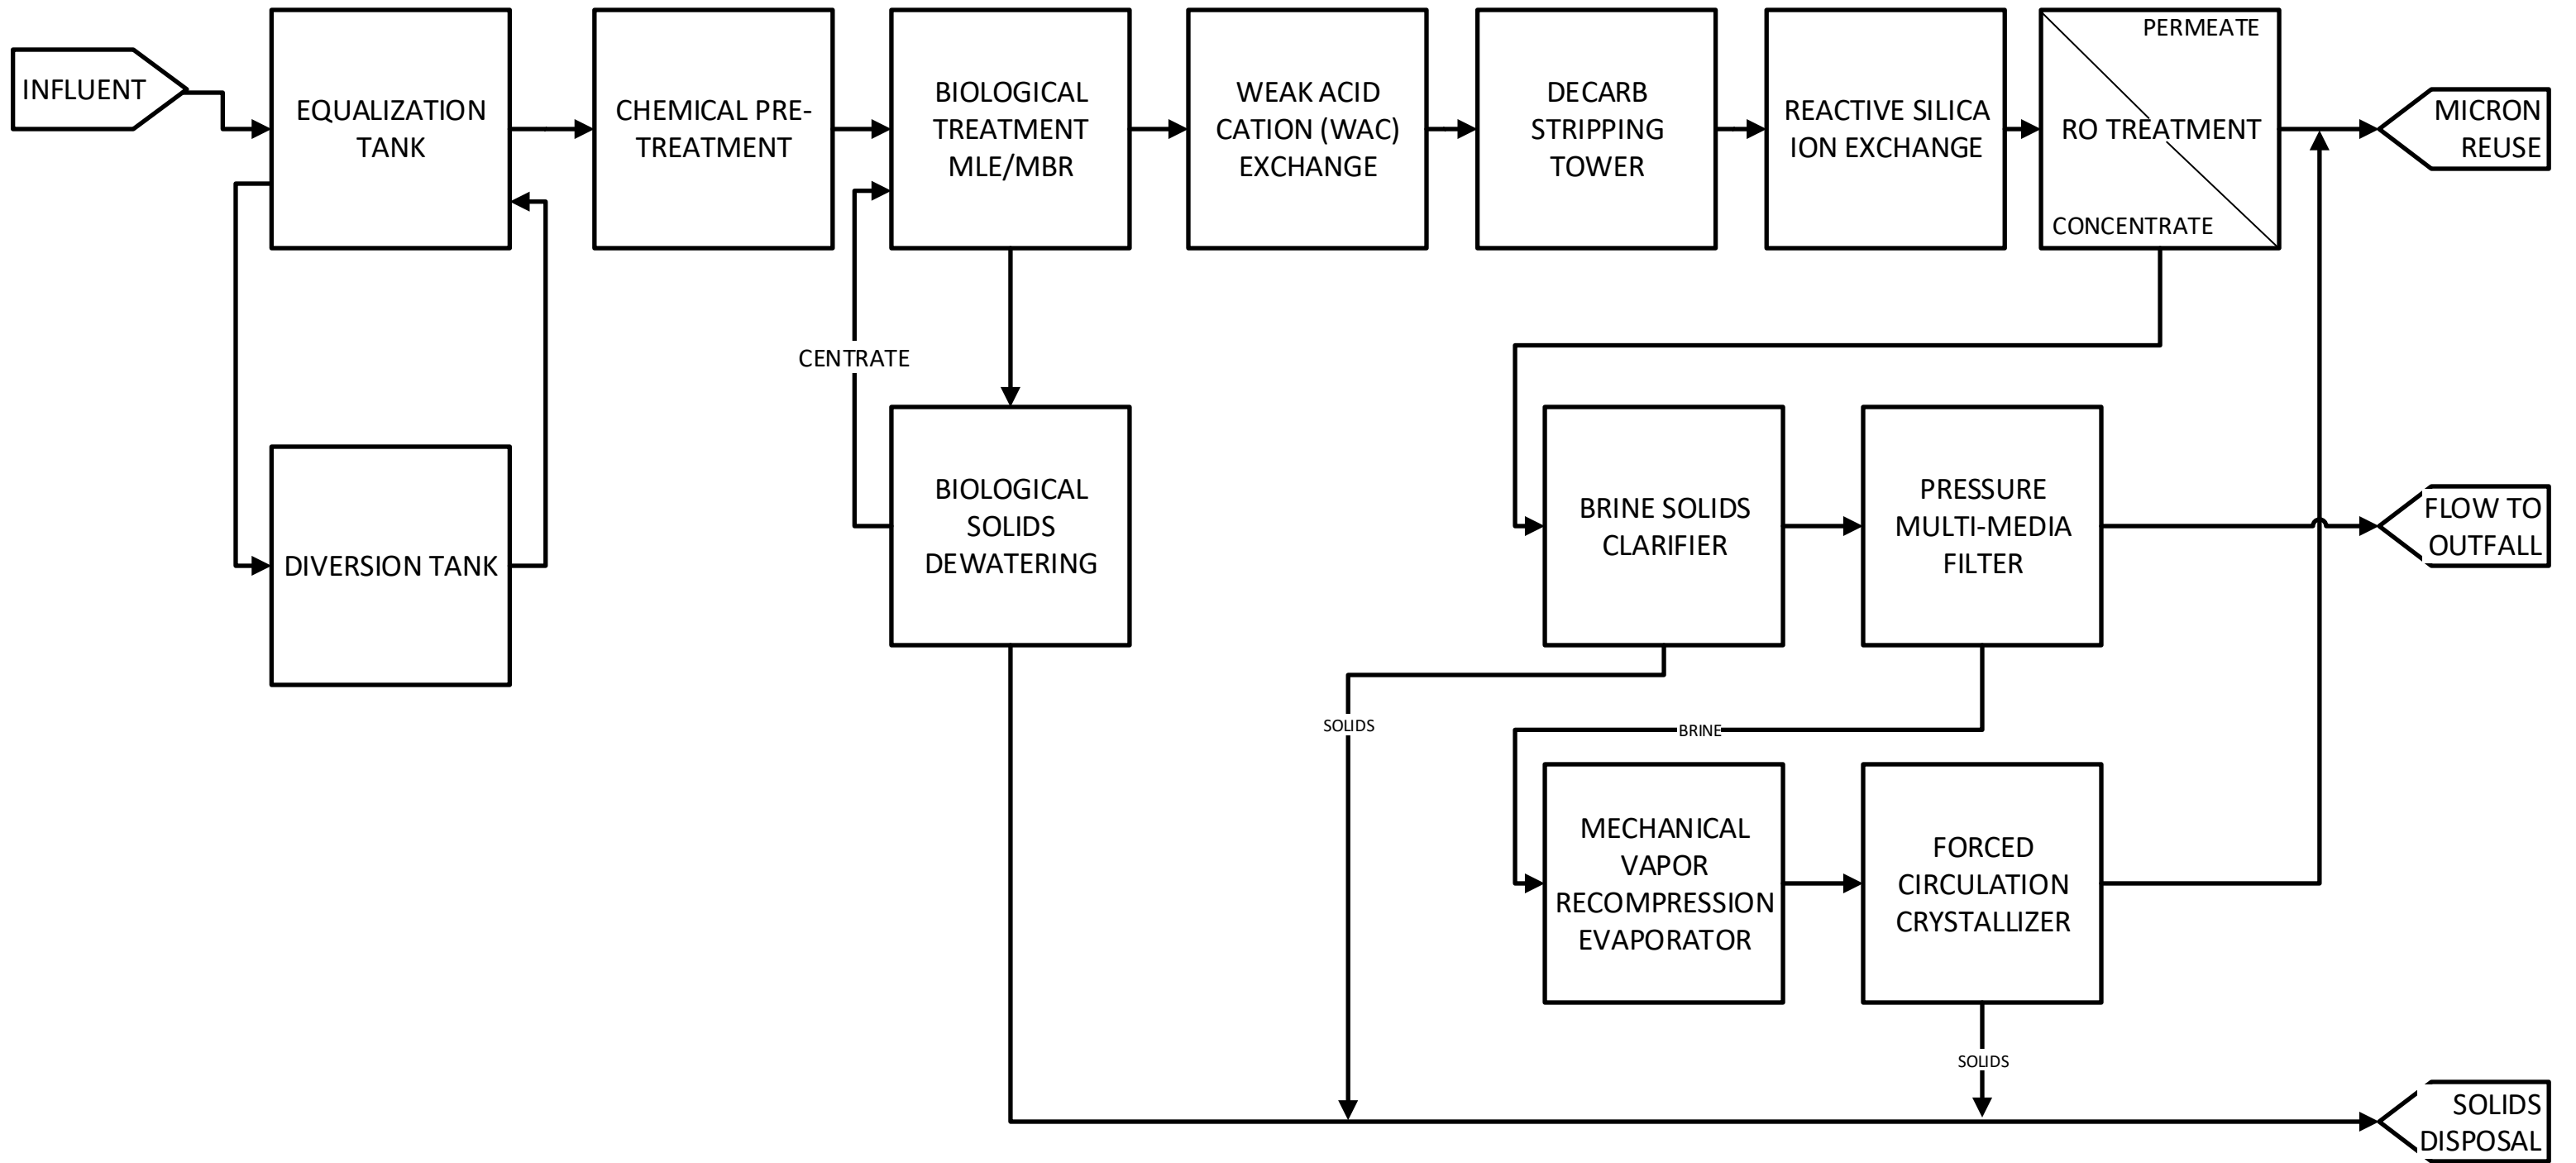 INFLUENT
EQUALIZATION
TANK
CHEMICAL PRE-
TREATMENT
BIOLOGICAL
TREATMENT
MLE/MBR
WEAK ACID
CATION (WAC)
EXCHANGE
DECARB
STRIPPING
TOWER
REACTIVE SILICA
ION EXCHANGE
PERMEATE
RO TREATMENT
CONCENTRATE
MICRON
REUSE
CENTRATE
DIVERSION TANK
BIOLOGICAL
SOLIDS
DEWATERING
BRINE SOLIDS
CLARIFIER
PRESSURE
MULTI-MEDIA
FILTER
FLOW TO
OUTFALL
SOLIDS
BRINE
MECHANICAL
VAPOR
RECOMPRESSION
EVAPORATOR
FORCED
CIRCULATION
CRYSTALLIZER
SOLIDS
SOLIDS
DISPOSAL